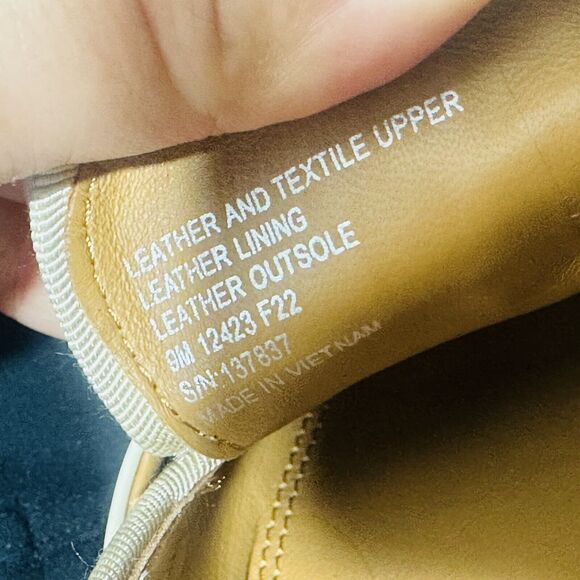 LEATHER AND TEXTILE UPPER
LEATHER LINING
LEATHER OUTSOLE
9M 12423 F22
S/N 137837
MADE IN VIETNAM